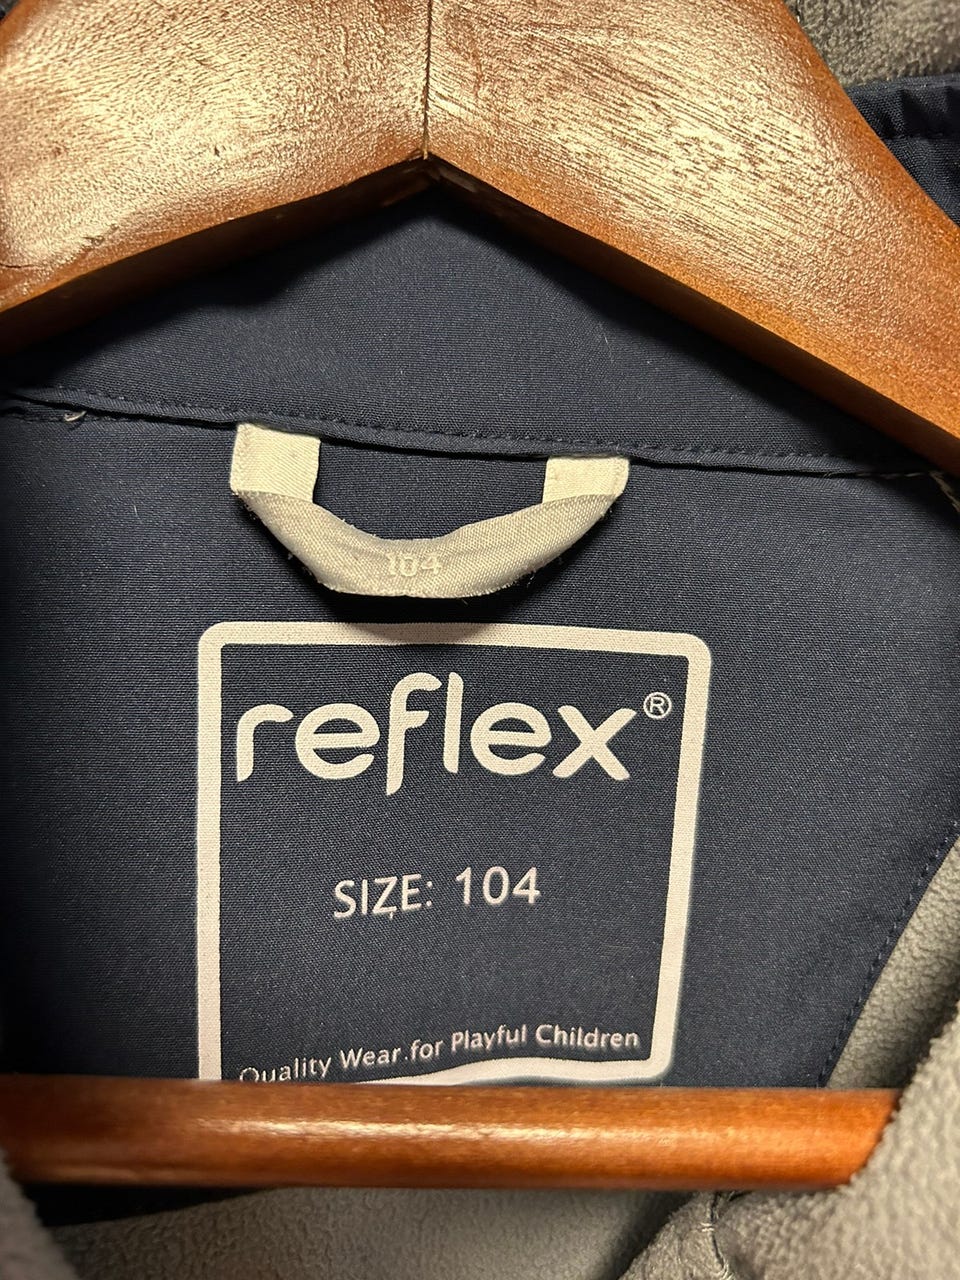 104
reflex®
SIZE: 104
Quality Wear for Playful Children